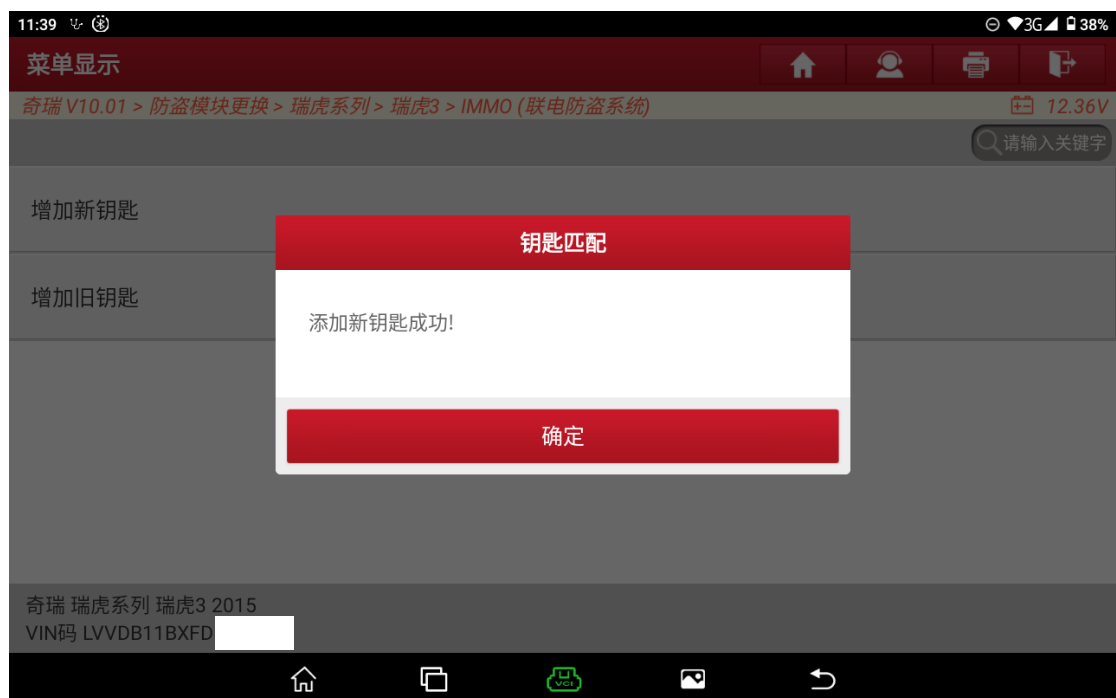 11:39 3G 38%
菜单显示
奇瑞 V10.01 > 防盗模块更换 > 瑞虎系列 > 瑞虎3 > IMMO (联电防盗系统) 12.36V
请输入关键字
增加新钥匙
钥匙匹配
增加旧钥匙
添加新钥匙成功!
确定
奇瑞 瑞虎系列 瑞虎3 2015
VIN码 LVVDB11BXFD
VCI